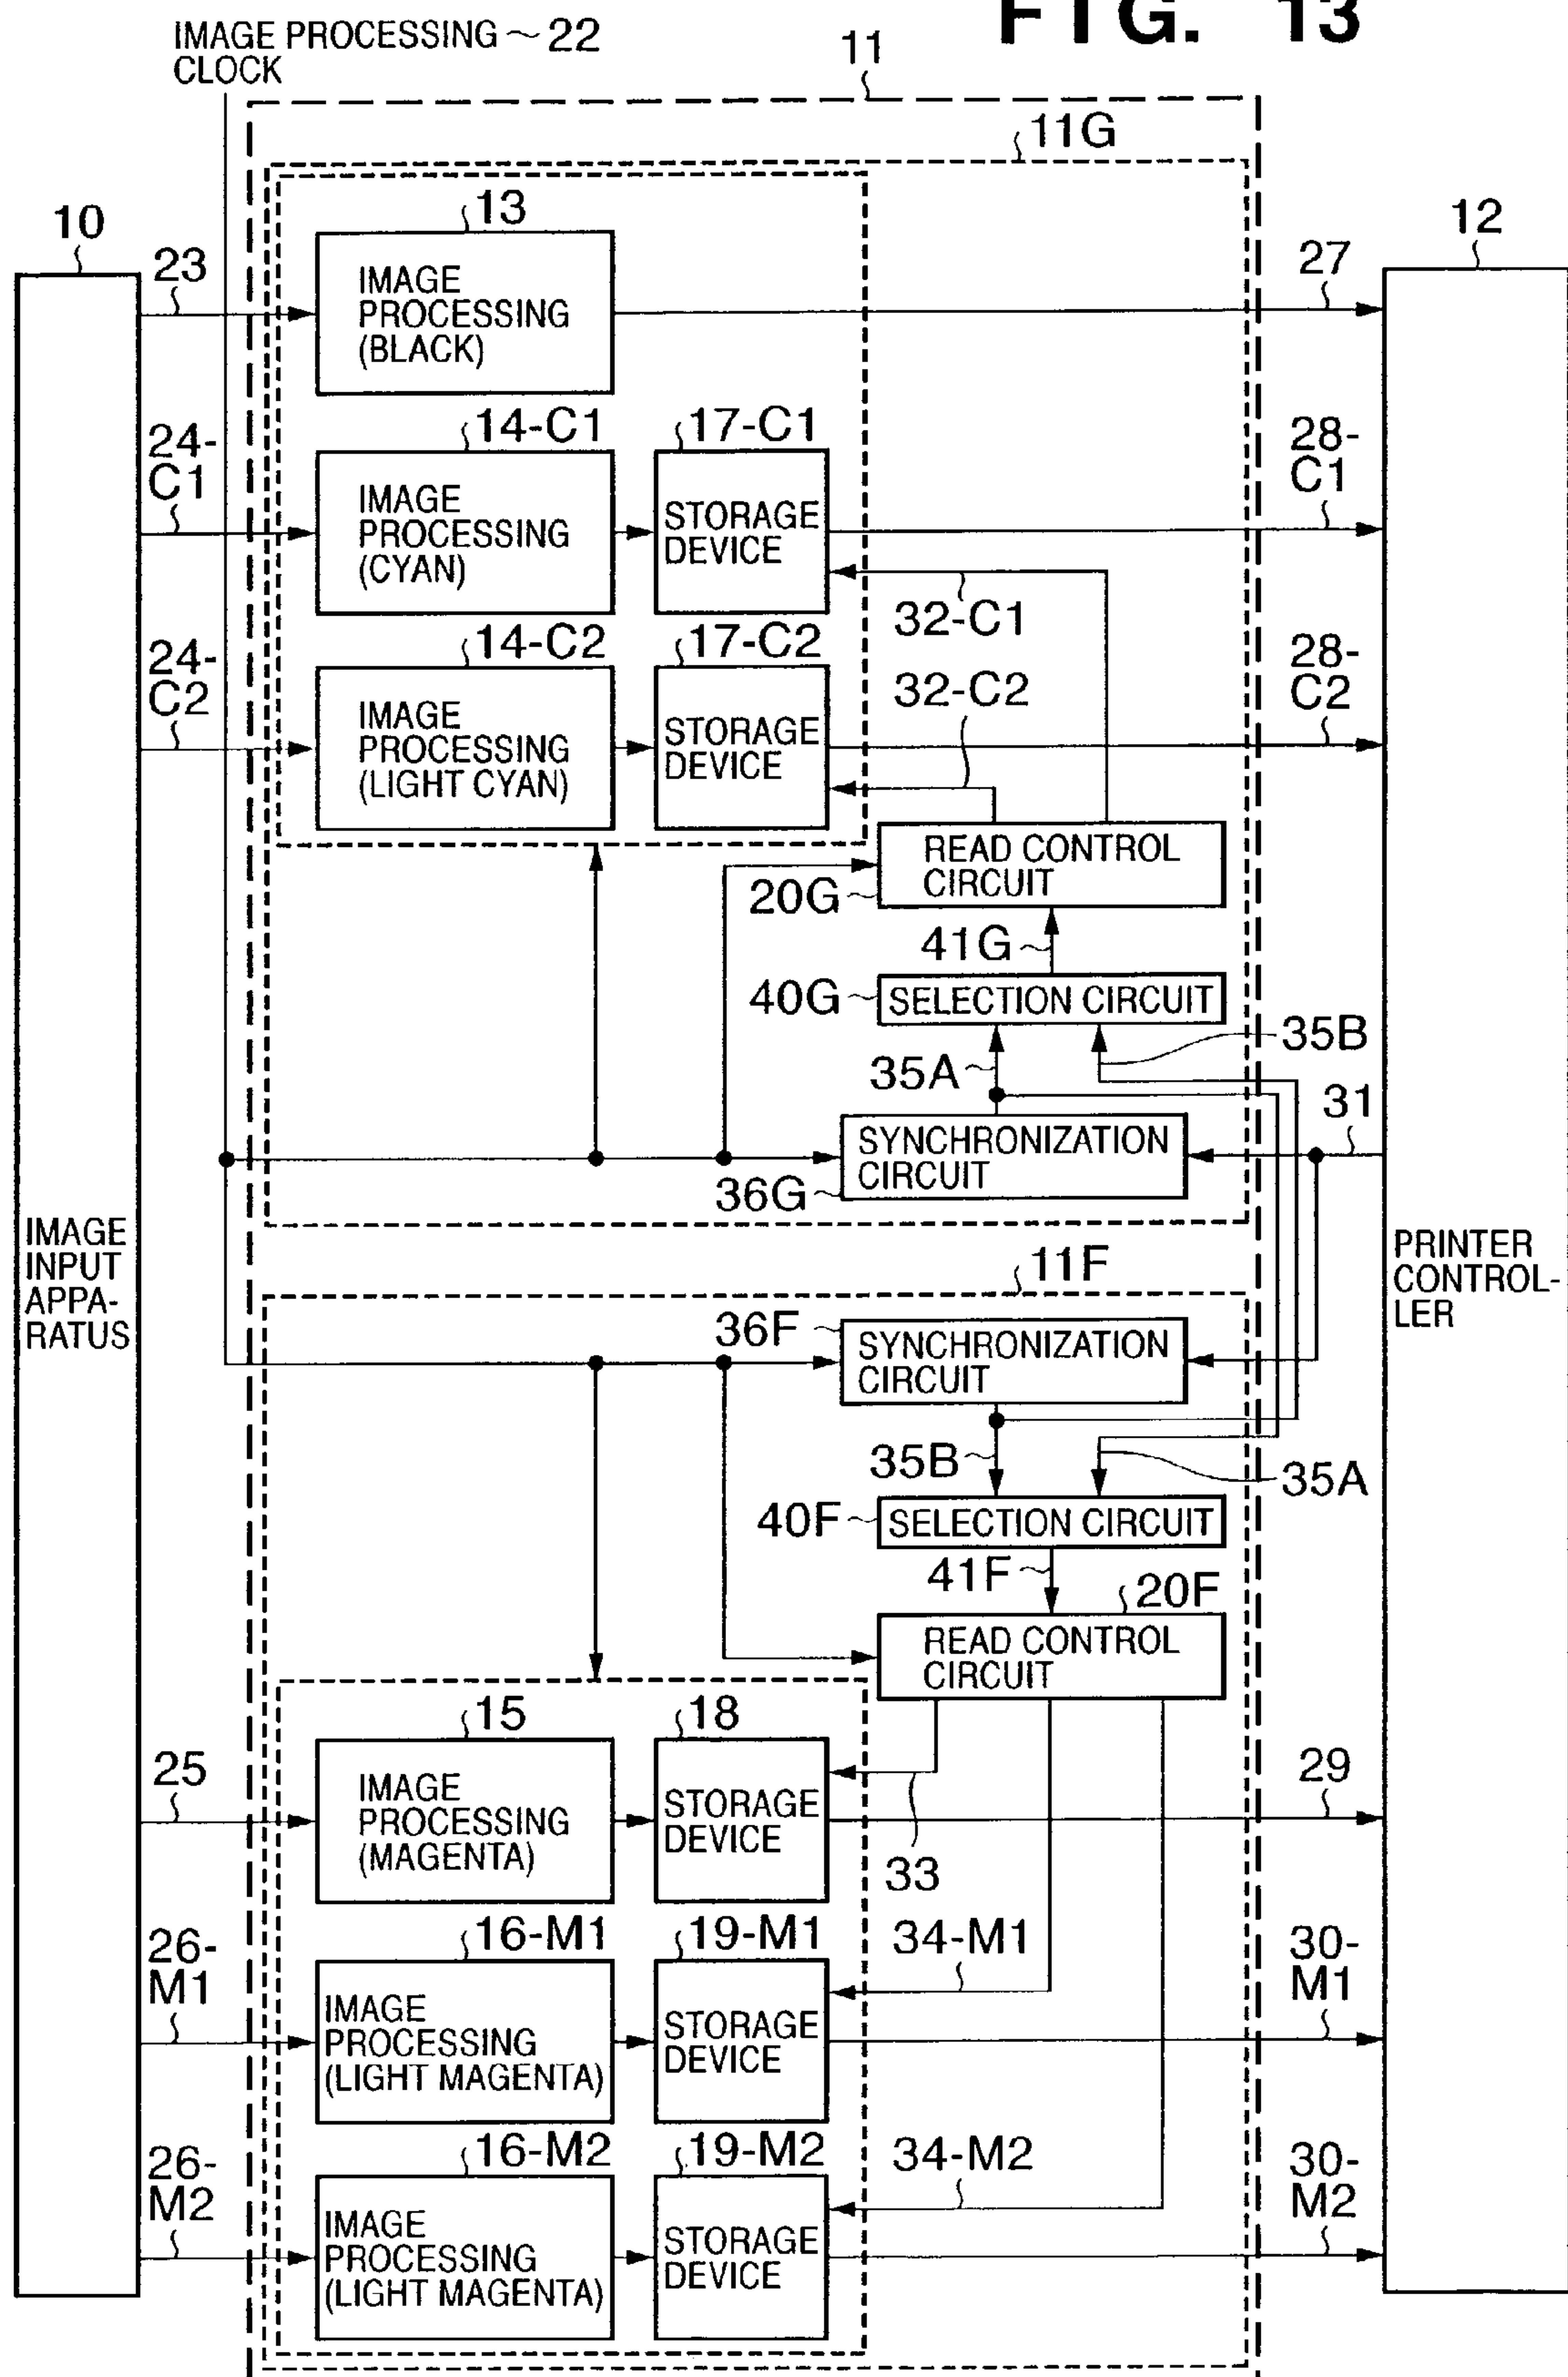 FIG. 13
IMAGE PROCESSING ~ 22
CLOCK
11
11G
10
12
13
23
27
IMAGE
PROCESSING
(BLACK)
24-
C1
14-C1
17-C1
28-
C1
IMAGE
PROCESSING
(CYAN)
STORAGE
DEVICE
32-C1
24-
C2
14-C2
17-C2
28-
C2
32-C2
IMAGE
PROCESSING
(LIGHT CYAN)
STORAGE
DEVICE
READ CONTROL
CIRCUIT
20G
41G
40G
SELECTION CIRCUIT
35B
35A
31
SYNCHRONIZATION
CIRCUIT
36G
IMAGE
INPUT
APPA-
RATUS
PRINTER
CONTROL-
LER
11F
36F
SYNCHRONIZATION
CIRCUIT
35B
35A
40F
SELECTION CIRCUIT
41F
20F
READ CONTROL
CIRCUIT
15
18
25
29
IMAGE
PROCESSING
(MAGENTA)
STORAGE
DEVICE
33
26-
M1
16-M1
19-M1
34-M1
30-
M1
IMAGE
PROCESSING
(LIGHT MAGENTA)
STORAGE
DEVICE
26-
M2
16-M2
19-M2
34-M2
30-
M2
IMAGE
PROCESSING
(LIGHT MAGENTA)
STORAGE
DEVICE